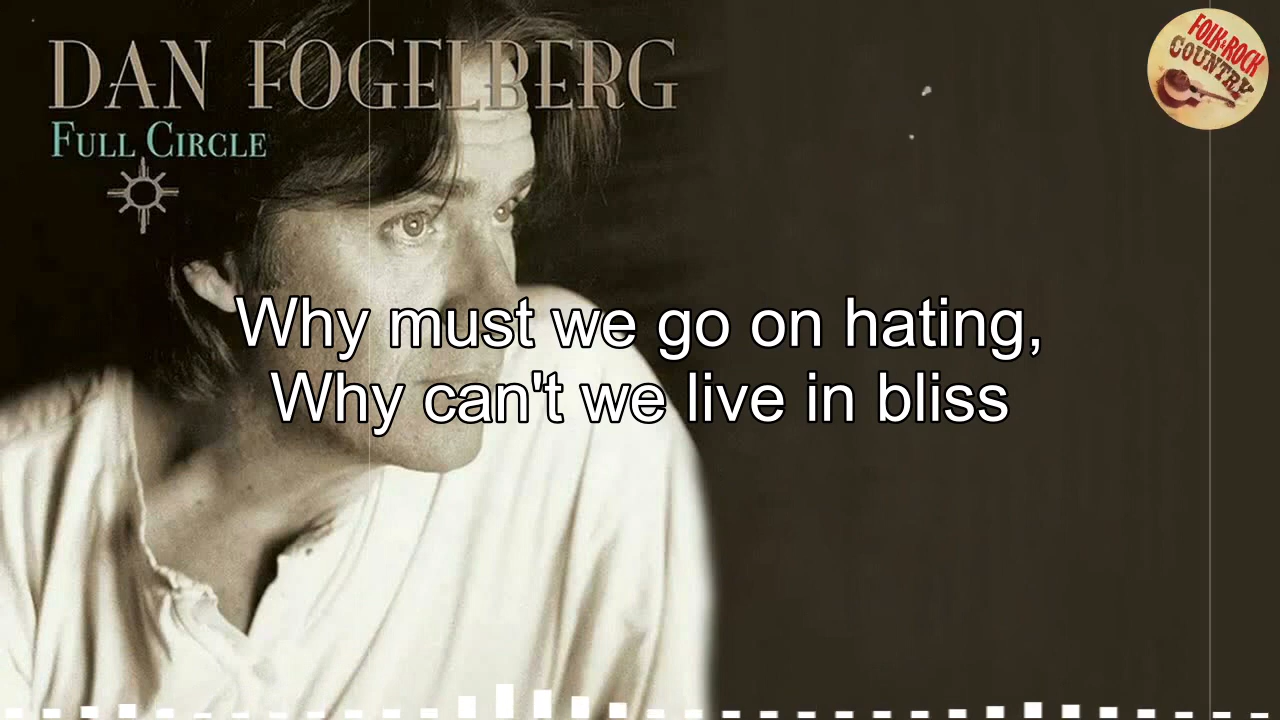 DAN FOGELBERG
FULL CIRCLE
FOLK & ROCK
COUNTRY
Why must we go on hating,
Why can't we live in bliss